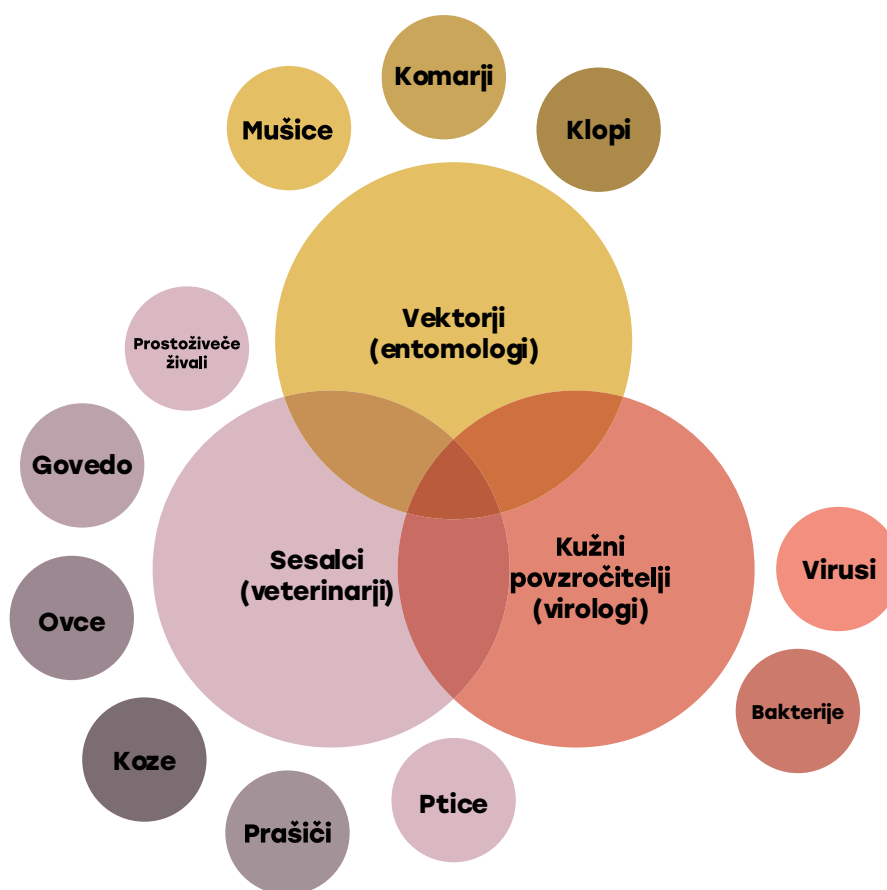 Komarji
Mušice
Klopi
Vektorji
(entomologi)
Prostoživeče
živali
Govedo
Sesalci
(veterinarji)
Kužni
povzročitelji
(virologi)
Virusi
Ovce
Bakterije
Koze
Ptice
Prašiči